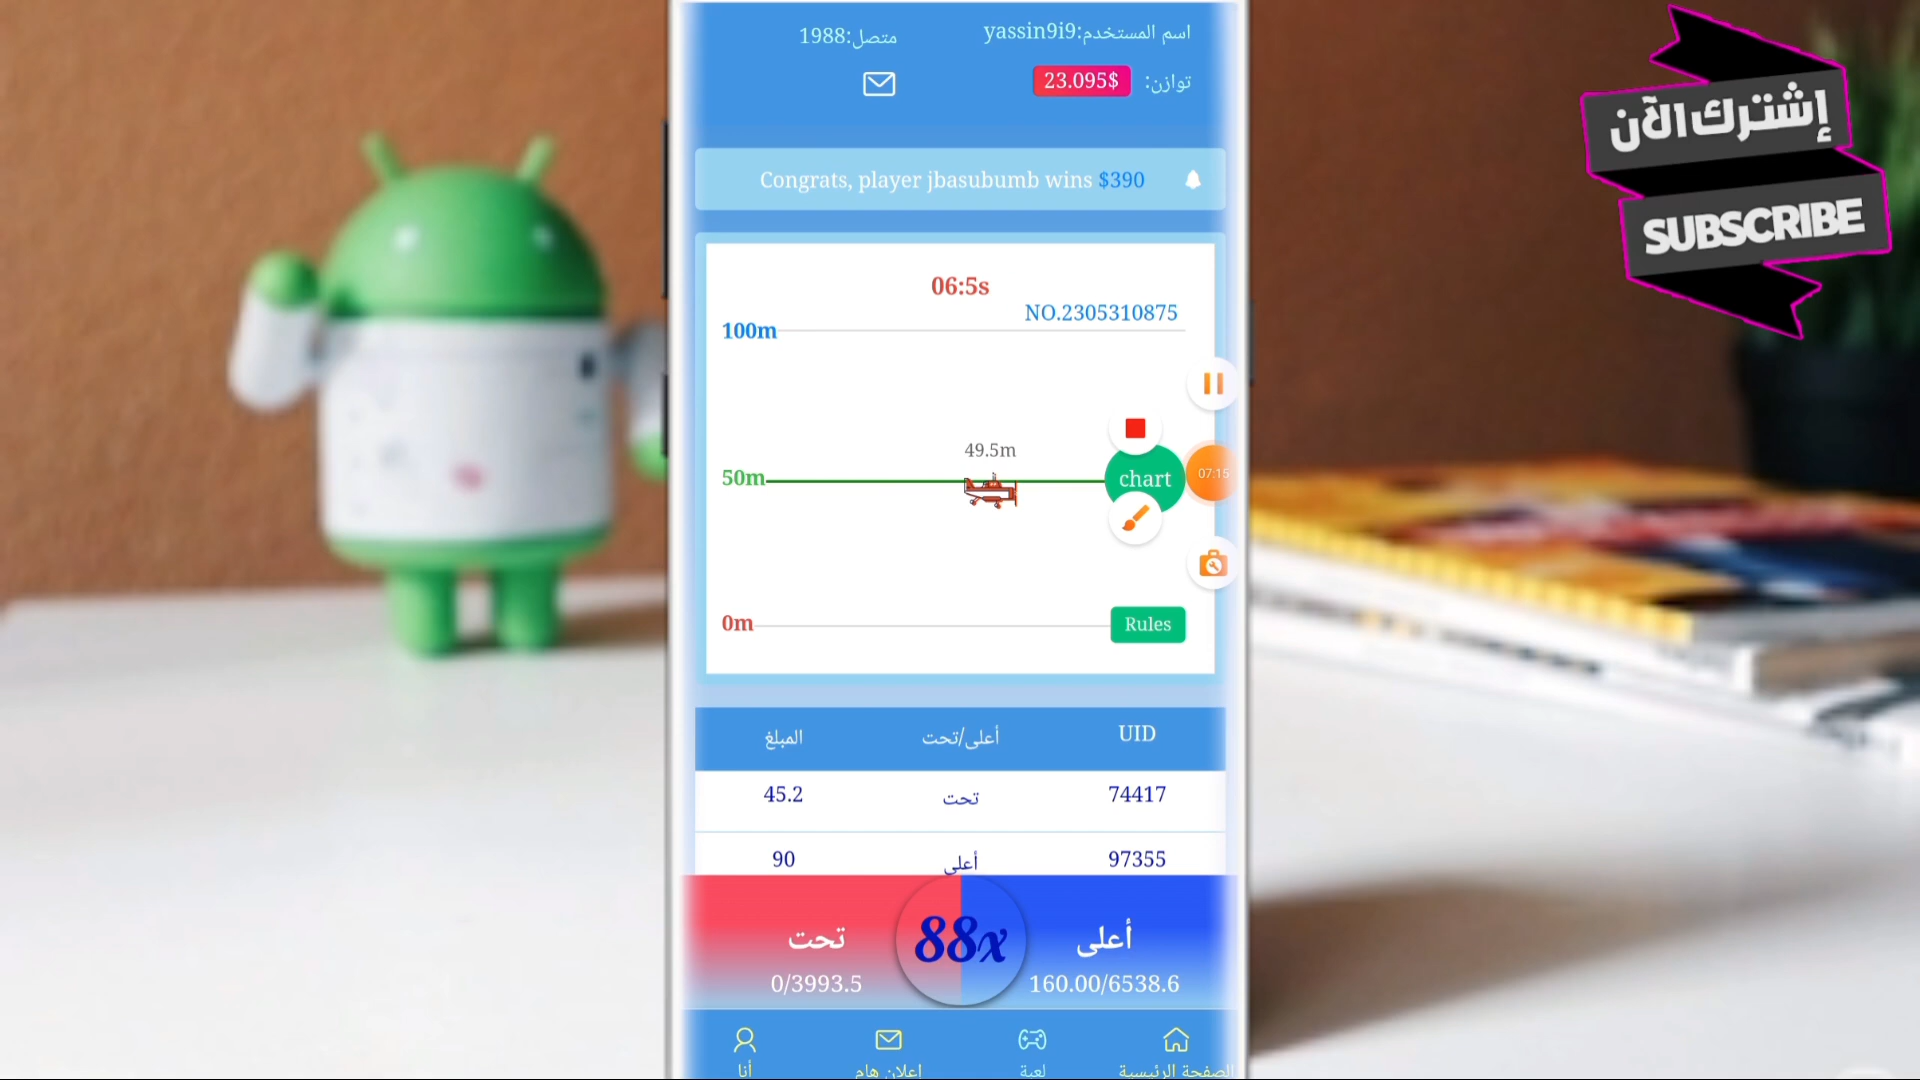 اسم المستخدم:yassin9i9
متصل:1988
توازن:
23.095$
Congrats, player jbasubumb wins $390
إشترك الآن
SUBSCRIBE
06:5s
NO.2305310875
100m
49.5m
50m
chart
07:15
0m
Rules
UID أعلى/تحت المبلغ
74417 تحت 45.2
97355 أعلى 90
أعلى
160.00/6538.6
88x
تحت
0/3993.5
الصفحة الرئيسية
لعبة
إعلان هام
أنا